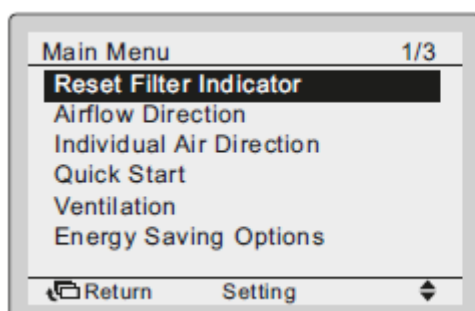 Main Menu 1/3
Reset Filter Indicator
Airflow Direction
Individual Air Direction
Quick Start
Ventilation
Energy Saving Options
Return Setting